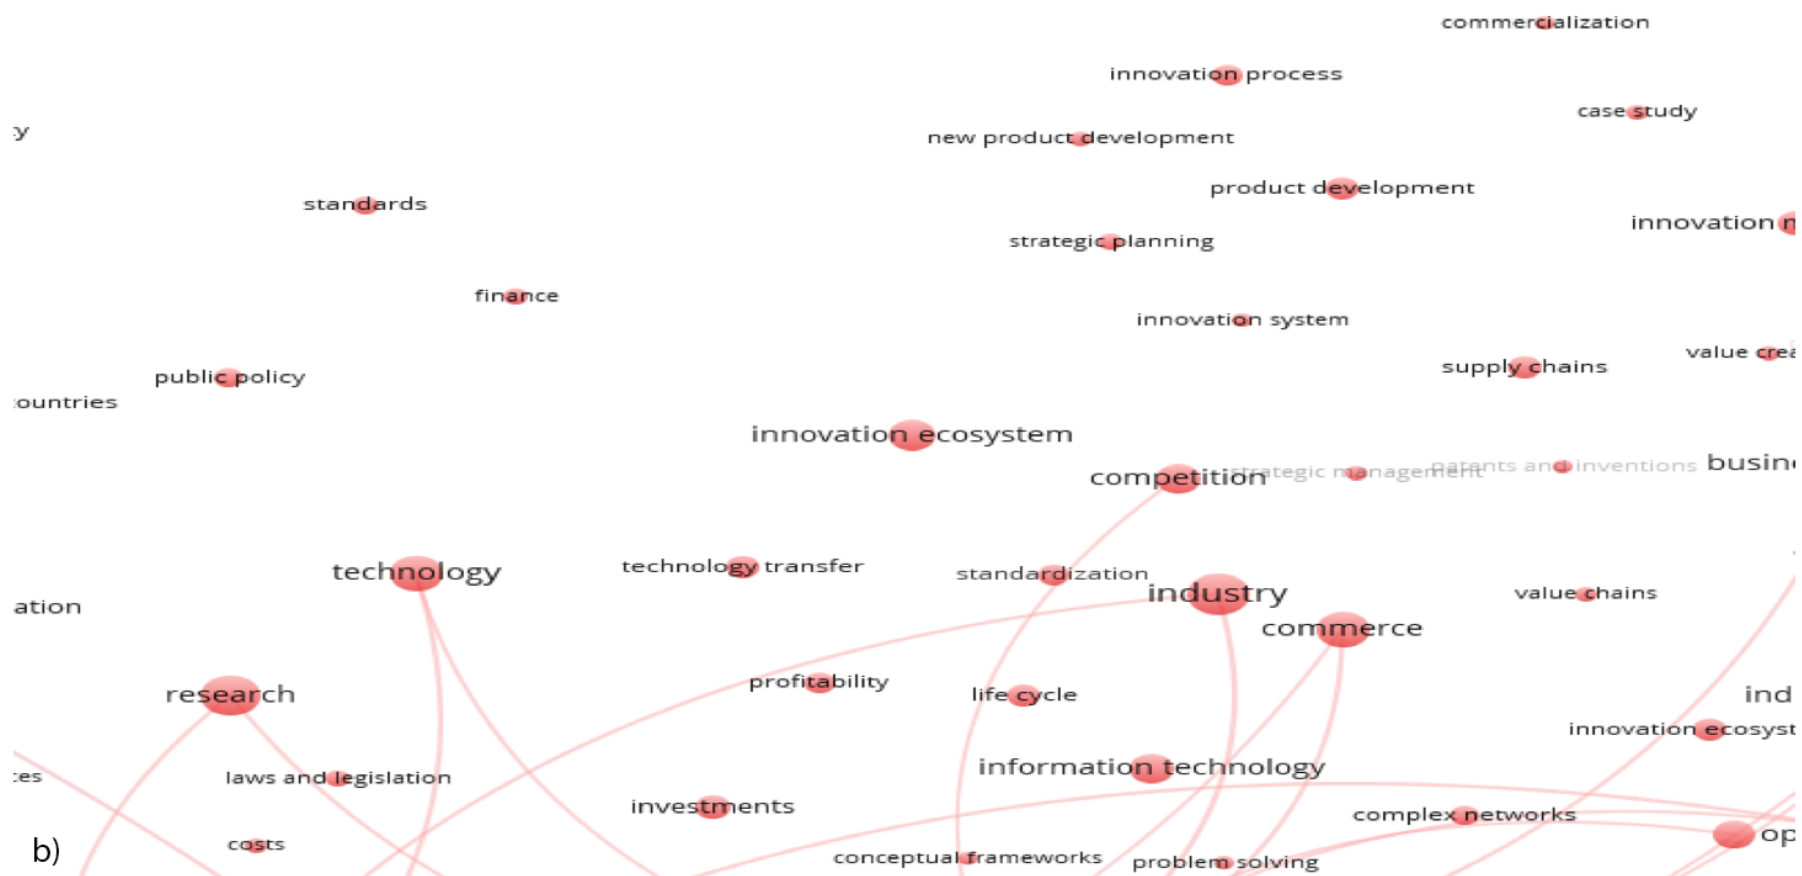 commercialization
innovation process
case study
new product development
product development
standards
innovation
strategic planning
finance
innovation system
value crea
supply chains
public policy
ountries
innovation ecosystem
competition
strategic management
patents and inventions
busin
technology
technology transfer
standardization
industry
value chains
ation
commerce
profitability
life cycle
research
ind
innovation ecosyst
information technology
laws and legislation
investments
complex networks
op
costs
b)
conceptual frameworks
problem solving